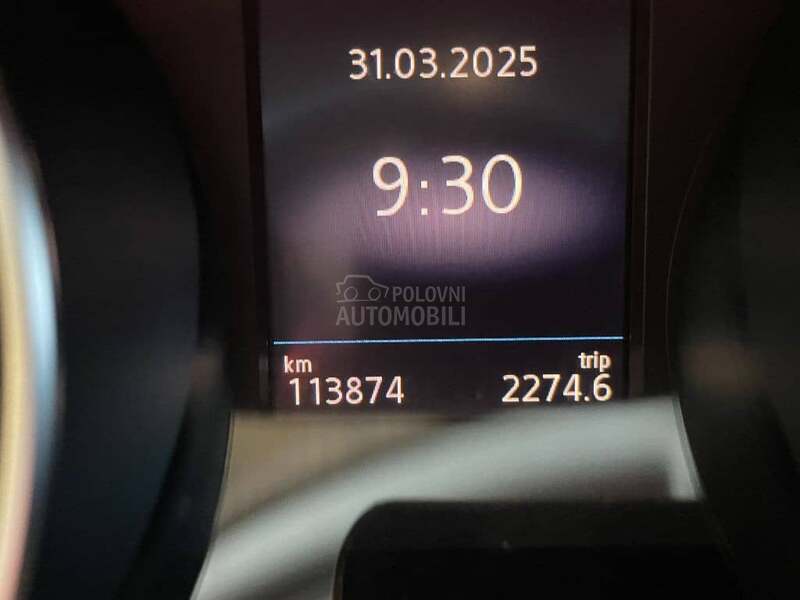 31.03.2025
9:30
POLOVNI
AUTOMOBILI
km trip
113874 2274.6